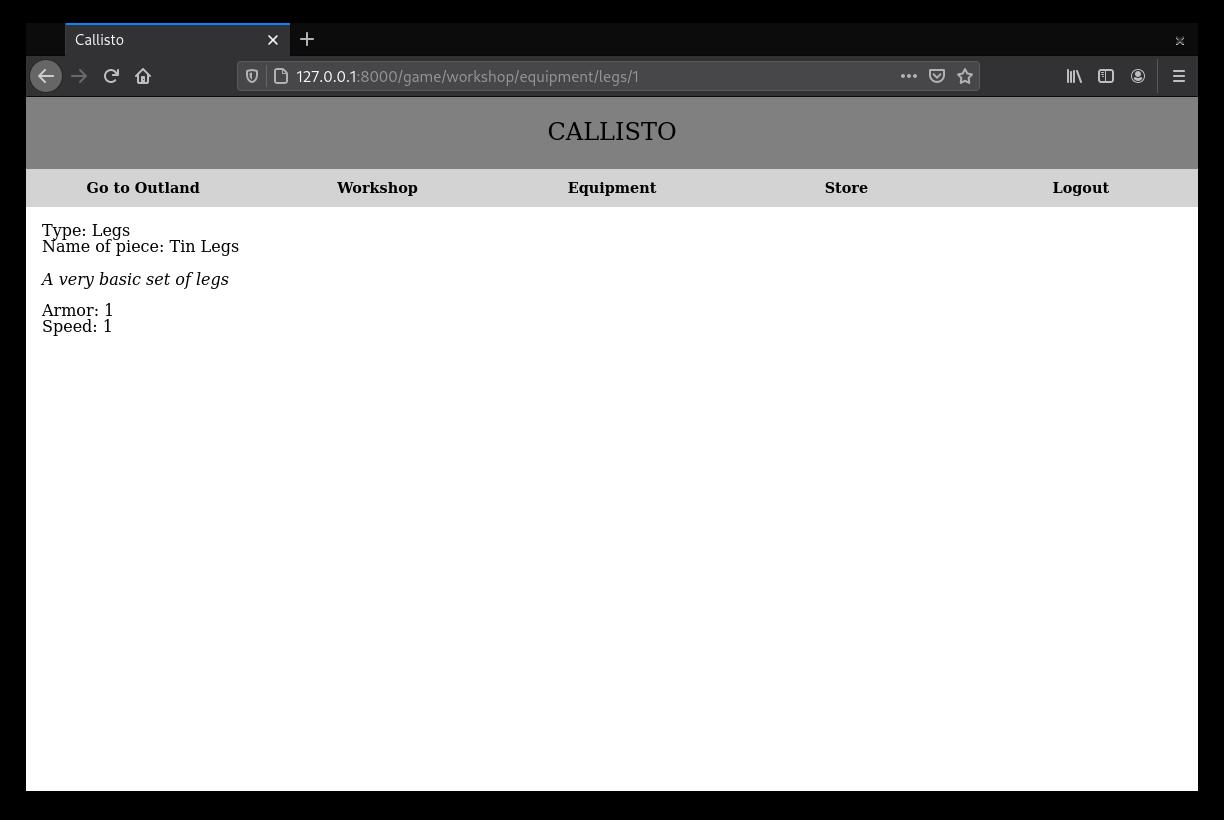 Callisto
127.0.0.1:8000/game/workshop/equipment/legs/1
CALLISTO
Go to Outland Workshop Equipment Store Logout
Type: Legs
Name of piece: Tin Legs
A very basic set of legs
Armor: 1
Speed: 1